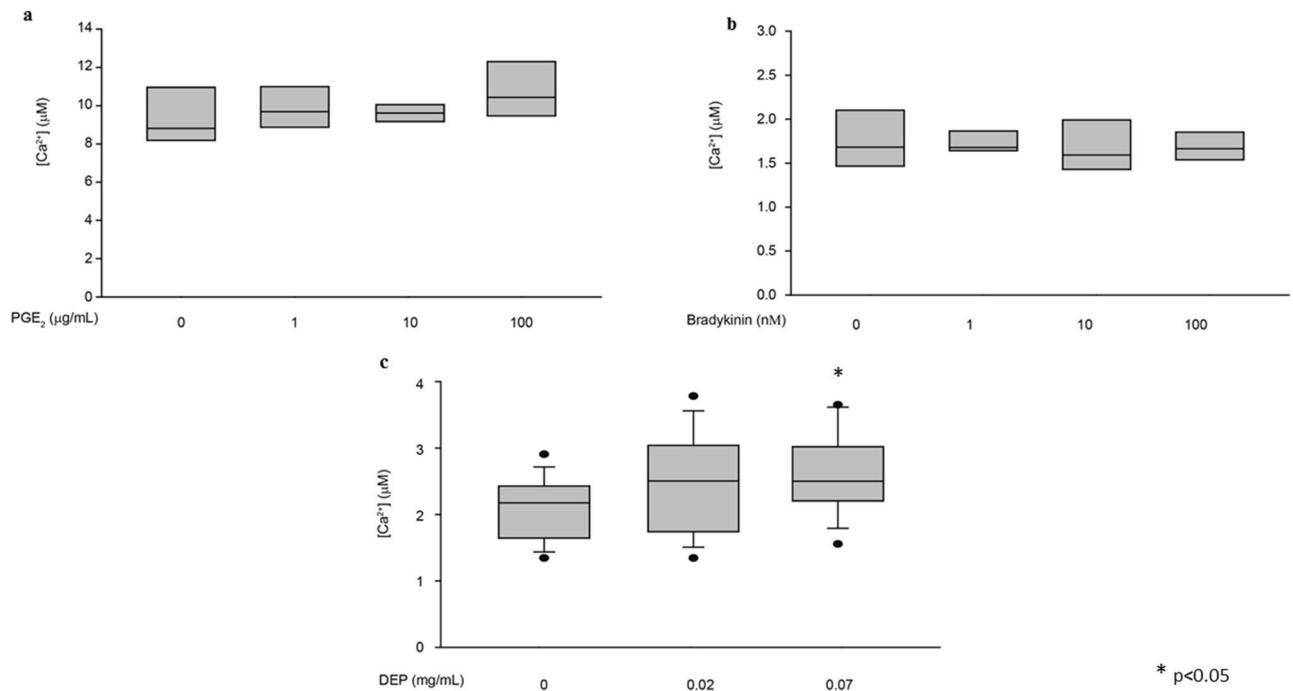 a
14
12
10
8
6
4
2
0
[Ca²⁺] (µM)
PGE₂ (µg/mL) 0 1 10 100
b
3.0
2.5
2.0
1.5
1.0
0.5
0.0
[Ca²⁺] (µM)
Bradykinin (nM) 0 1 10 100
c
*
4
3
2
1
0
[Ca²⁺] (µM)
DEP (mg/mL) 0 0.02 0.07
* p<0.05